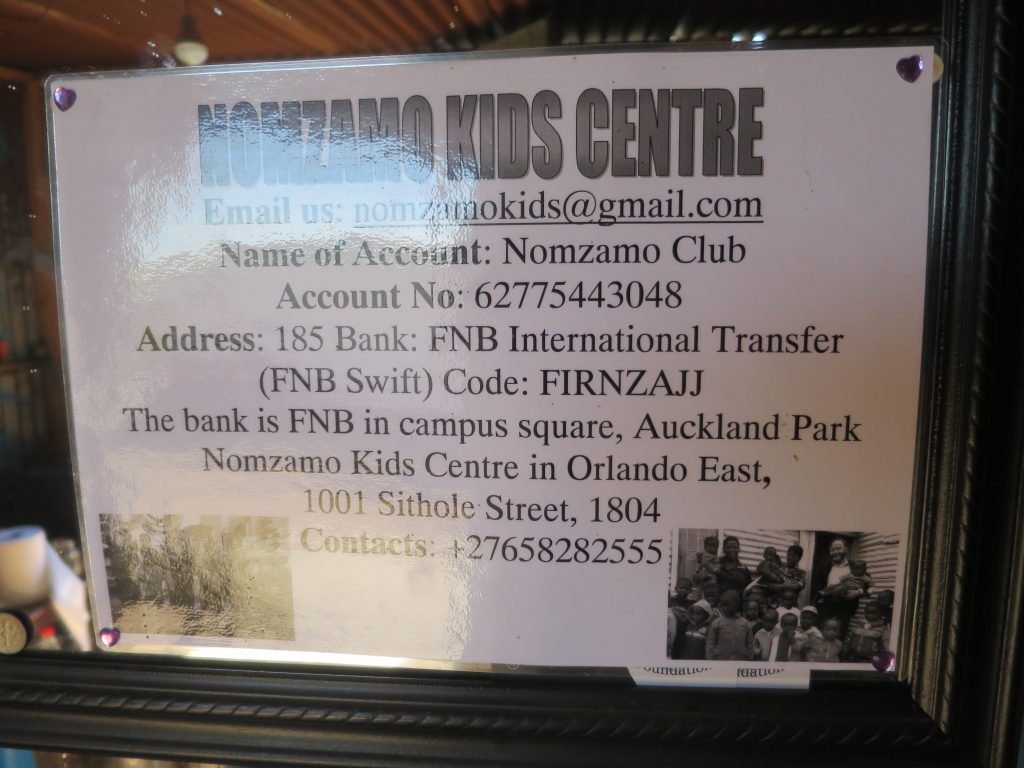 NOMZAMO KIDS CENTRE
Email us: nomzamokids@gmail.com
Name of Account: Nomzamo Club
Account No: 62775443048
Address: 185 Bank: FNB International Transfer
(FNB Swift) Code: FIRNZAJJ
The bank is FNB in campus square, Auckland Park
Nomzamo Kids Centre in Orlando East,
1001 Sithole Street, 1804
Contacts: +27658282555